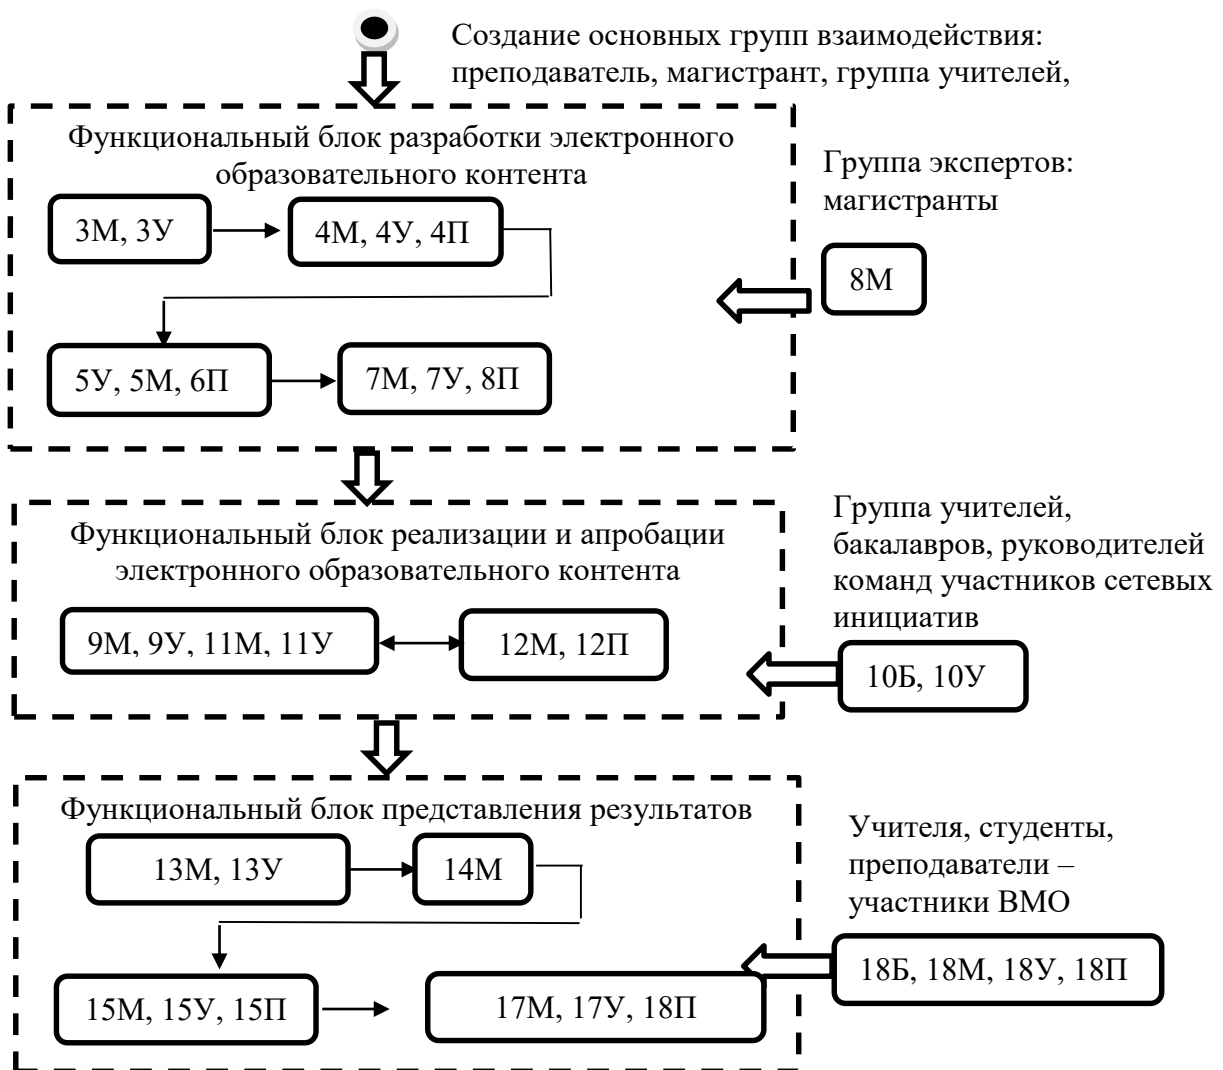 Создание основных групп взаимодействия:
преподаватель, магистрант, группа учителей,
Функциональный блок разработки электронного
образовательного контента
Группа экспертов:
магистранты
3М, 3У
4М, 4У, 4П
8М
5У, 5М, 6П
7М, 7У, 8П
Функциональный блок реализации и апробации
электронного образовательного контента
Группа учителей,
бакалавров, руководителей
команд участников сетевых
инициатив
9М, 9У, 11М, 11У
12М, 12П
10Б, 10У
Функциональный блок представления результатов
Учителя, студенты,
преподаватели –
участники ВМО
13М, 13У
14М
18Б, 18М, 18У, 18П
15М, 15У, 15П
17М, 17У, 18П